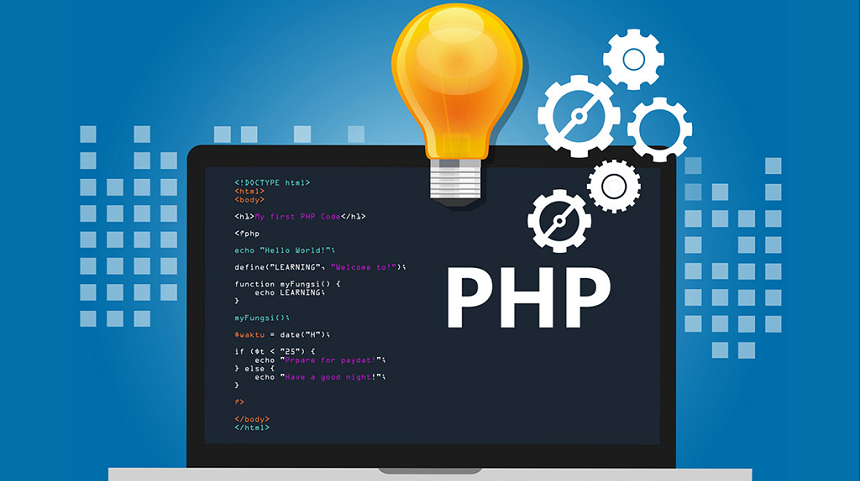 <!DOCTYPE html>
<html>
<body>
<h1>My first PHP Code</h1>
<?php
echo "Hello World!";
define("LEARNING", "Welcome to!");
function myFungsi() {
echo LEARNING;
}
myFungsi();
$waktu = date("H");
if ($t < "25") {
echo "Prpare for paydat!";
} else {
echo "Have a good night!";
}
?>
</body>
</html>
PHP